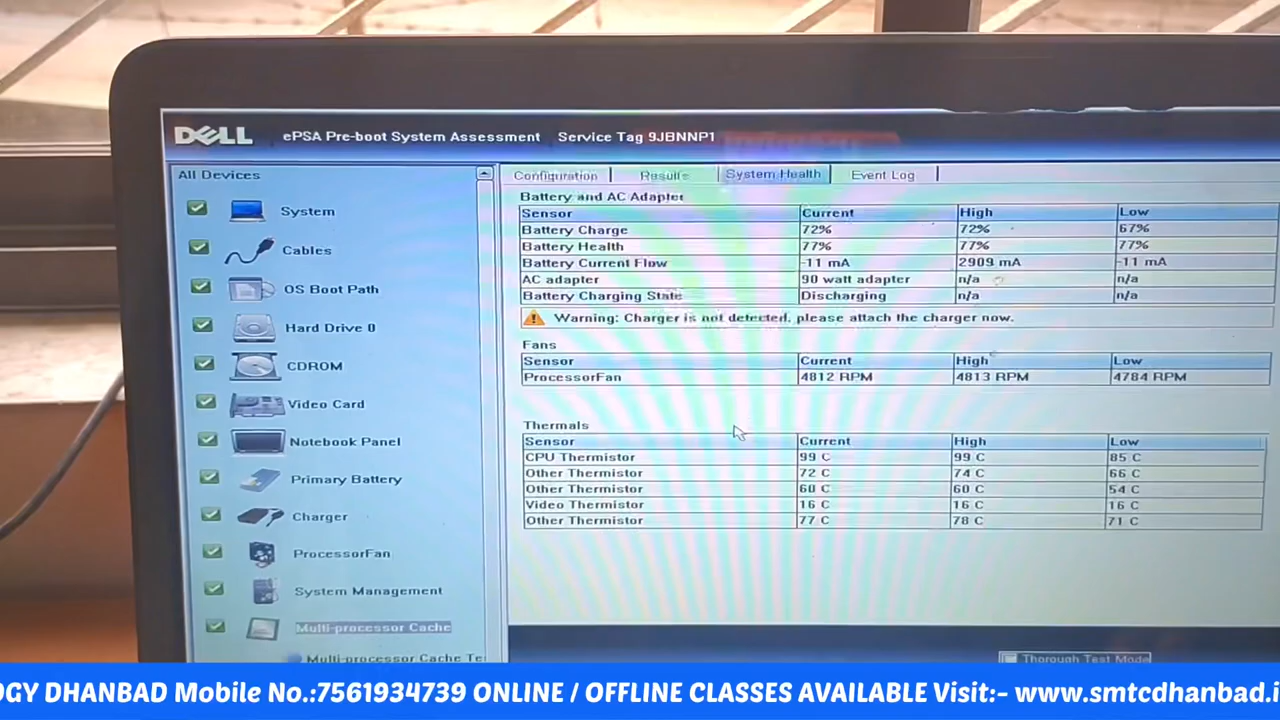 DELL ePSA Pre-boot System Assessment Service Tag 9JBNNP1
All Devices
System
Cables
OS Boot Path
Hard Drive 0
CDROM
Video Card
Notebook Panel
Primary Battery
Charger
ProcessorFan
System Management
Multi-processor Cache
Multi-processor Cache Te
Configuration Results System Health Event Log
Battery and AC Adapter
Sensor Current High Low
Battery Charge 72% 72% 67%
Battery Health 77% 77% 77%
Battery Current Flow -11 mA 2909 mA -11 mA
AC adapter 90 watt adapter n/a n/a
Battery Charging State Discharging n/a n/a
Warning: Charger is not detected, please attach the charger now.
Fans
Sensor Current High Low
ProcessorFan 4812 RPM 4813 RPM 4784 RPM
Thermals
Sensor Current High Low
CPU Thermistor 99 C 99 C 85 C
Other Thermistor 72 C 74 C 66 C
Other Thermistor 60 C 60 C 54 C
Video Thermistor 16 C 16 C 16 C
Other Thermistor 77 C 78 C 71 C
Thorough Test Mode
OGY DHANBAD Mobile No.:7561934739 ONLINE / OFFLINE CLASSES AVAILABLE Visit:- www.smtcdhanbad.i